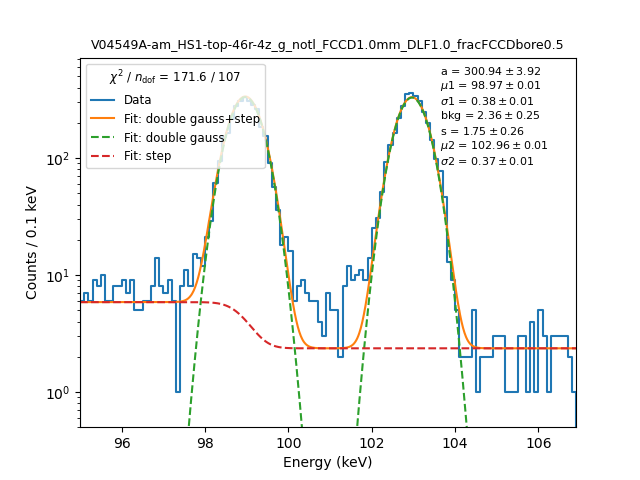 V04549A-am_HS1-top-46r-4z_g_notl_FCCD1.0mm_DLF1.0_fracFCCDbore0.5
χ² / n_dof = 171.6 / 107
Data
Fit: double gauss+step
Fit: double gauss
Fit: step
a = 300.94 ± 3.92
μ1 = 98.97 ± 0.01
σ1 = 0.38 ± 0.01
bkg = 2.36 ± 0.25
s = 1.75 ± 0.26
μ2 = 102.96 ± 0.01
σ2 = 0.37 ± 0.01
Counts / 0.1 keV
10²
10¹
10⁰
96 98 100 102 104 106
Energy (keV)